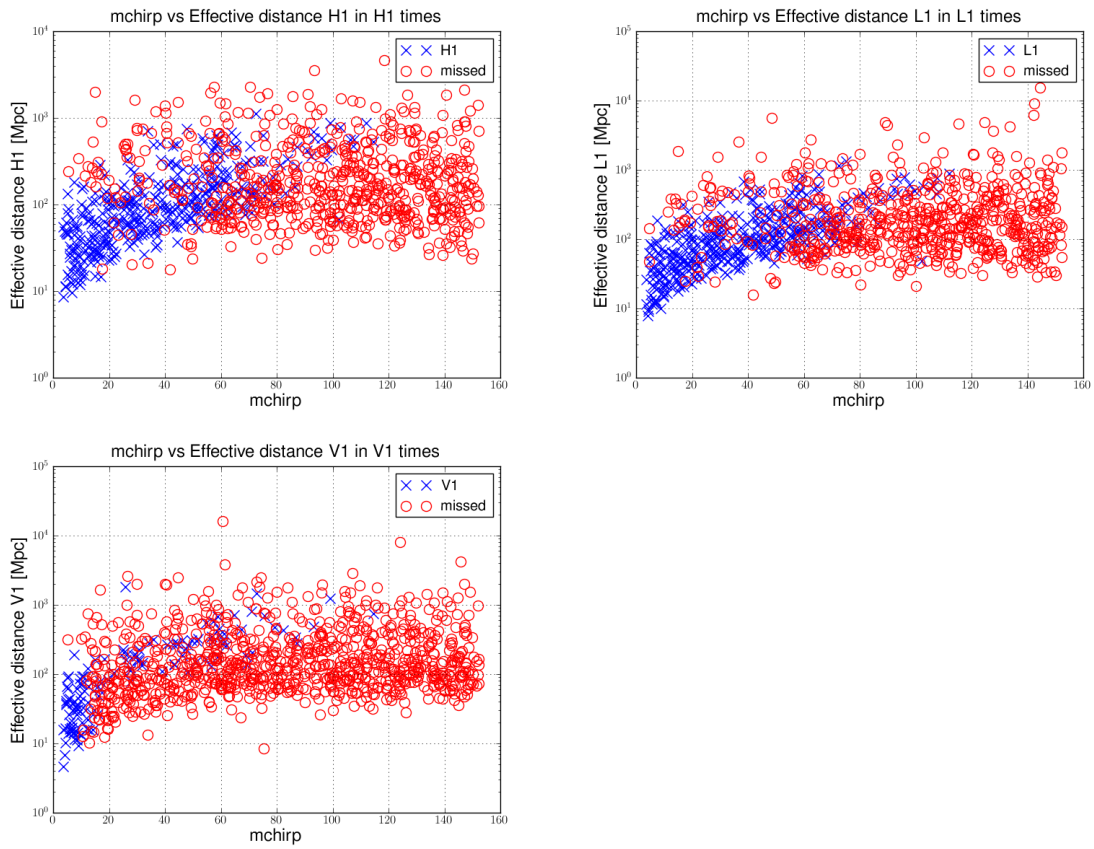 mchirp vs Effective distance H1 in H1 times
Effective distance H1 [Mpc]
10^4
10^3
10^2
10^1
10^0
H1
missed
0 20 40 60 80 100 120 140 160
mchirp
mchirp vs Effective distance L1 in L1 times
Effective distance L1 [Mpc]
10^5
10^4
10^3
10^2
10^1
10^0
L1
missed
0 20 40 60 80 100 120 140 160
mchirp
mchirp vs Effective distance V1 in V1 times
Effective distance V1 [Mpc]
10^5
10^4
10^3
10^2
10^1
10^0
V1
missed
0 20 40 60 80 100 120 140 160
mchirp